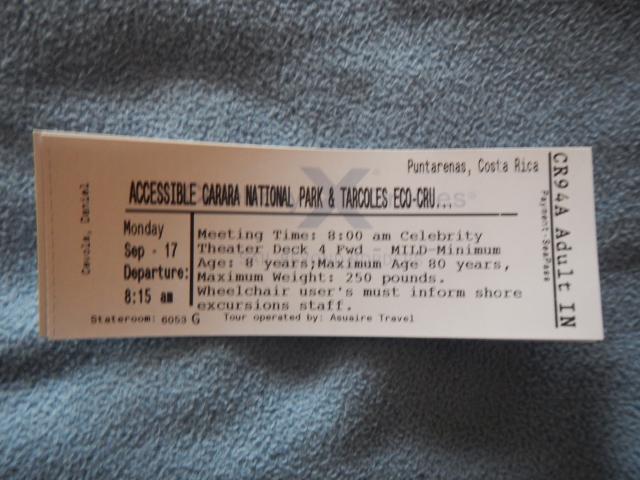 Puntarenas, Costa Rica
ACCESSIBLE CARARA NATIONAL PARK & TARCOLES ECO-CRU...
Monday
Sep - 17
Departure:
8:15 am
Meeting Time: 8:00 am Celebrity
Theater Deck 4 Fwd - MILD-Minimum
Age: 8 years;Maximum Age 80 years,
Maximum Weight: 250 pounds.
Wheelchair user's must inform shore
excursions staff.
Stateroom: 6053 G
Tour operated by: Asuaire Travel
CR94A Adult IN
Payment-SeaPass
Daniel
X